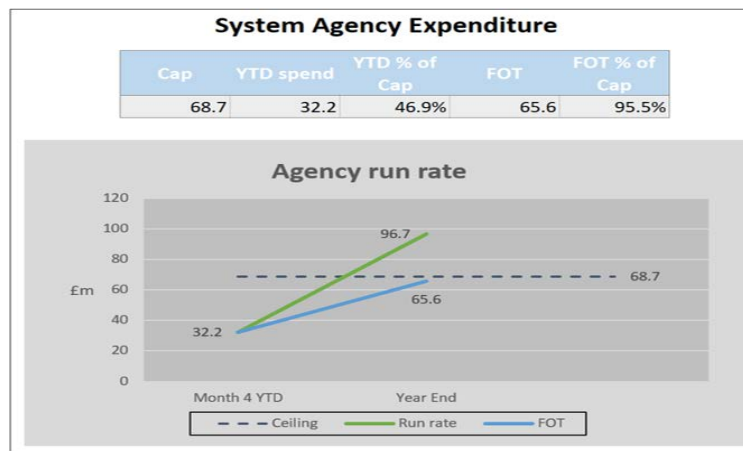 System Agency Expenditure
Cap YTD spend YTD % of Cap FOT FOT % of Cap
68.7 32.2 46.9% 65.6 95.5%
Agency run rate
120
100
80
60
40
20
0
£m
96.7
68.7
65.6
32.2
Month 4 YTD Year End
Ceiling Run rate FOT